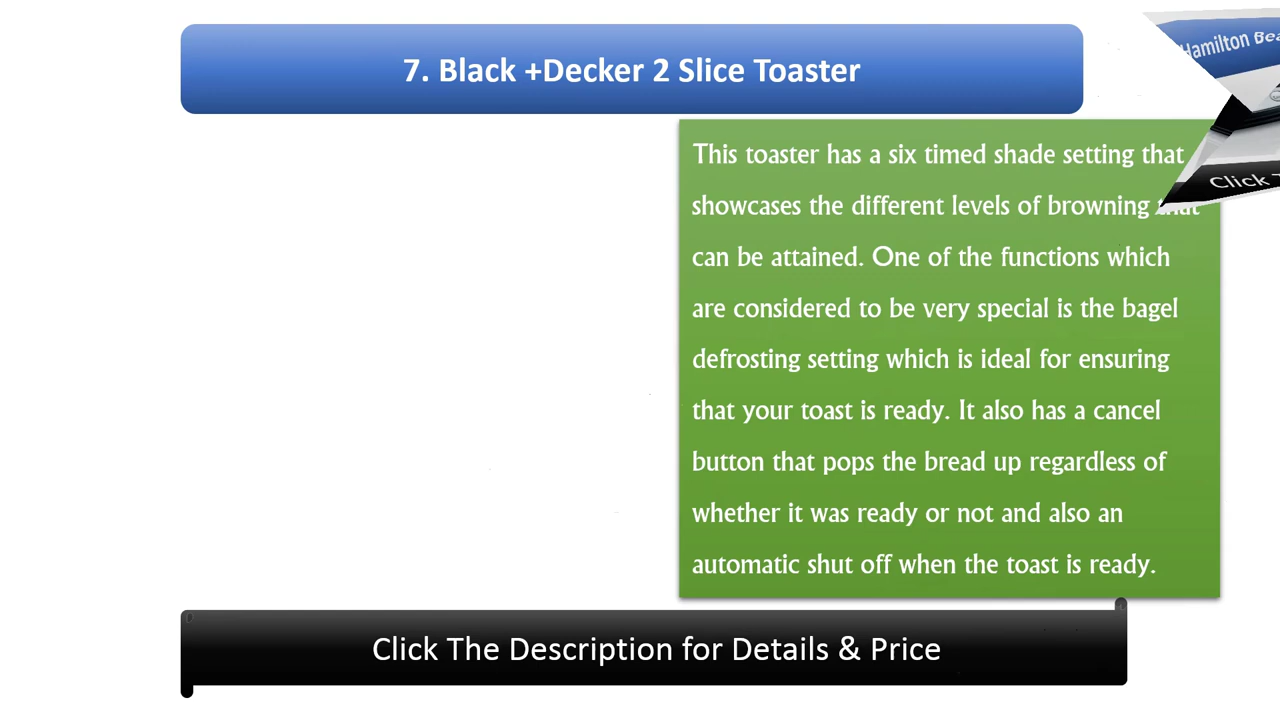 7. Black +Decker 2 Slice Toaster
Hamilton
This toaster has a six timed shade setting that
showcases the different levels of browning that
can be attained. One of the functions which
are considered to be very special is the bagel
defrosting setting which is ideal for ensuring
that your toast is ready. It also has a cancel
button that pops the bread up regardless of
whether it was ready or not and also an
automatic shut off when the toast is ready.
Click
Click The Description for Details & Price